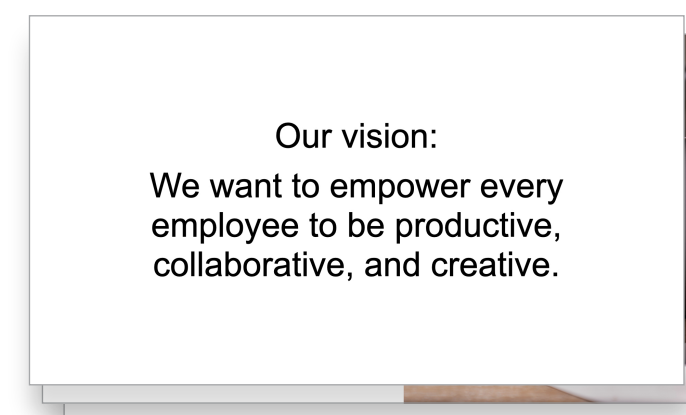 Our vision:
We want to empower every
employee to be productive,
collaborative, and creative.